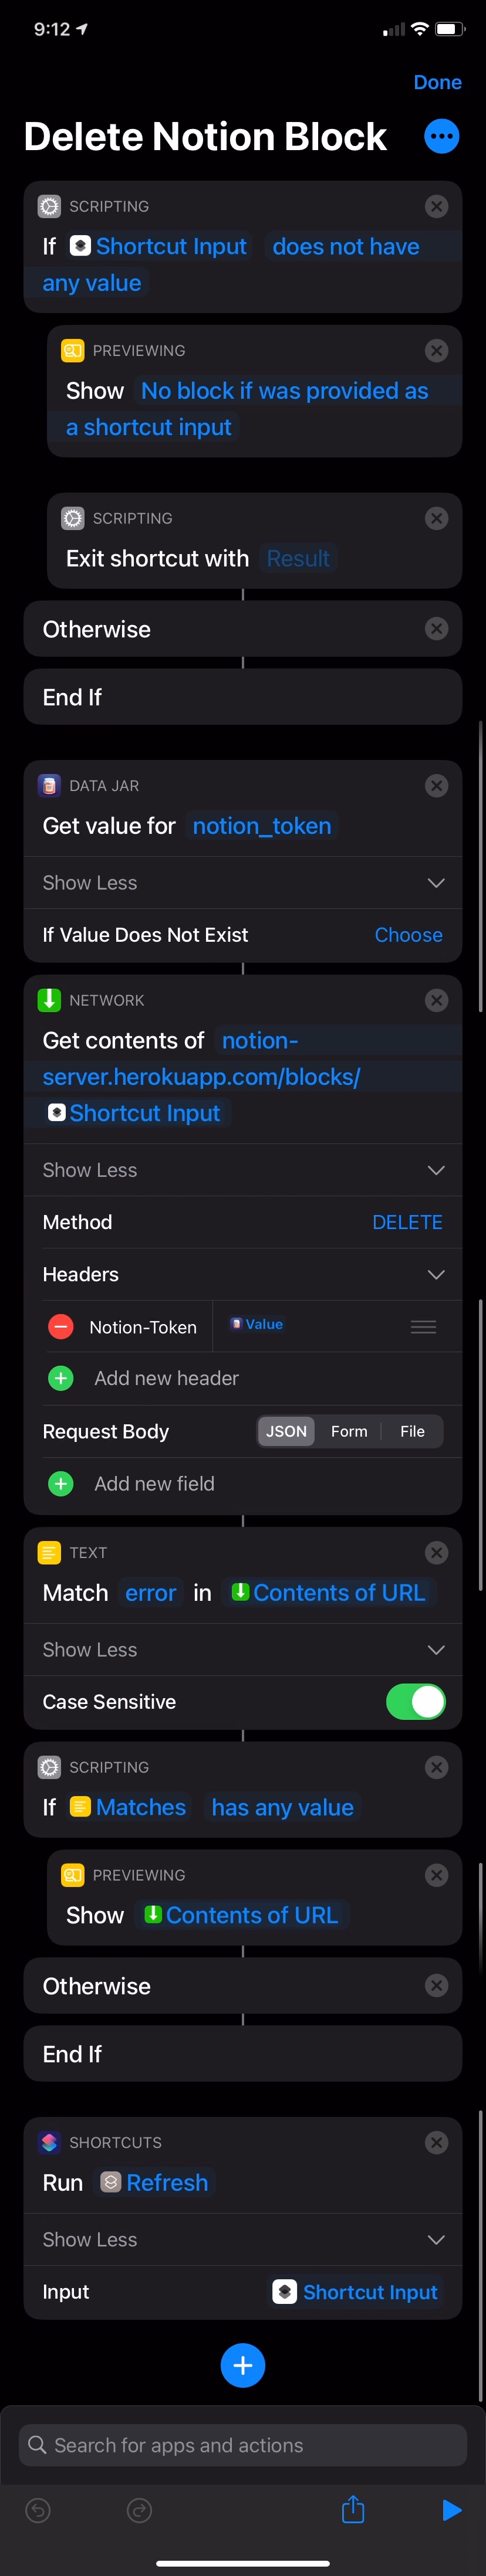 9:12
Done
Delete Notion Block
SCRIPTING
If Shortcut Input does not have
any value
PREVIEWING
Show No block if was provided as
a shortcut input
SCRIPTING
Exit shortcut with Result
Otherwise
End If
DATA JAR
Get value for notion_token
Show Less
If Value Does Not Exist Choose
NETWORK
Get contents of notion-
server.herokuapp.com/blocks/
Shortcut Input
Show Less
Method DELETE
Headers
Notion-Token Value
Add new header
Request Body JSON Form File
Add new field
TEXT
Match error in Contents of URL
Show Less
Case Sensitive
SCRIPTING
If Matches has any value
PREVIEWING
Show Contents of URL
Otherwise
End If
SHORTCUTS
Run Refresh
Show Less
Input Shortcut Input
Search for apps and actions